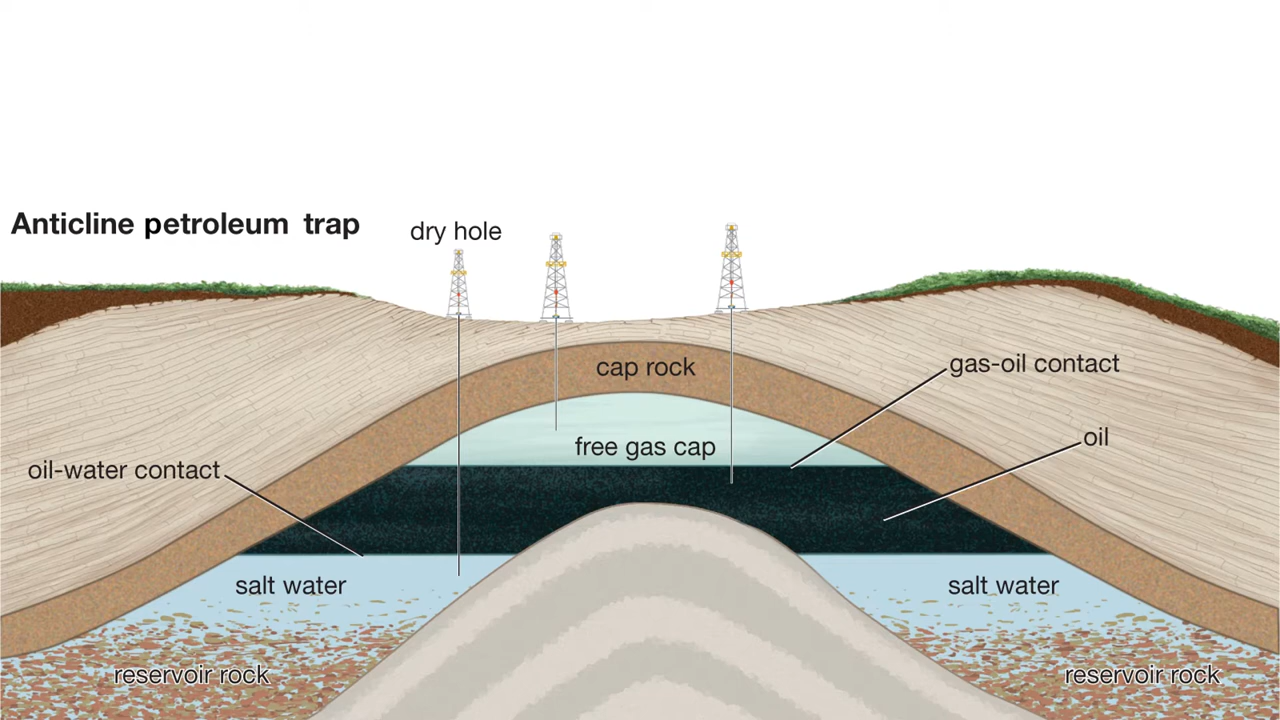 Anticline petroleum trap
dry hole
cap rock
gas-oil contact
free gas cap
oil
oil-water contact
salt water
salt water
reservoir rock
reservoir rock